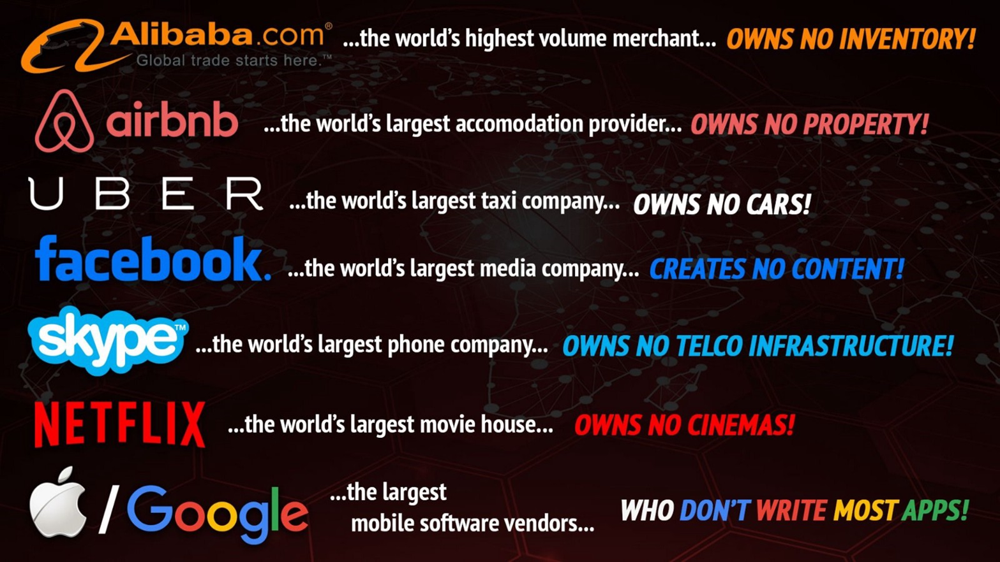 Alibaba.com® ...the world's highest volume merchant... OWNS NO INVENTORY!
Global trade starts here.™
airbnb ...the world's largest accomodation provider... OWNS NO PROPERTY!
UBER ...the world's largest taxi company... OWNS NO CARS!
facebook. ...the world's largest media company... CREATES NO CONTENT!
skype™ ...the world's largest phone company... OWNS NO TELCO INFRASTRUCTURE!
NETFLIX ...the world's largest movie house... OWNS NO CINEMAS!
/Google ...the largest
mobile software vendors... WHO DON'T WRITE MOST APPS!